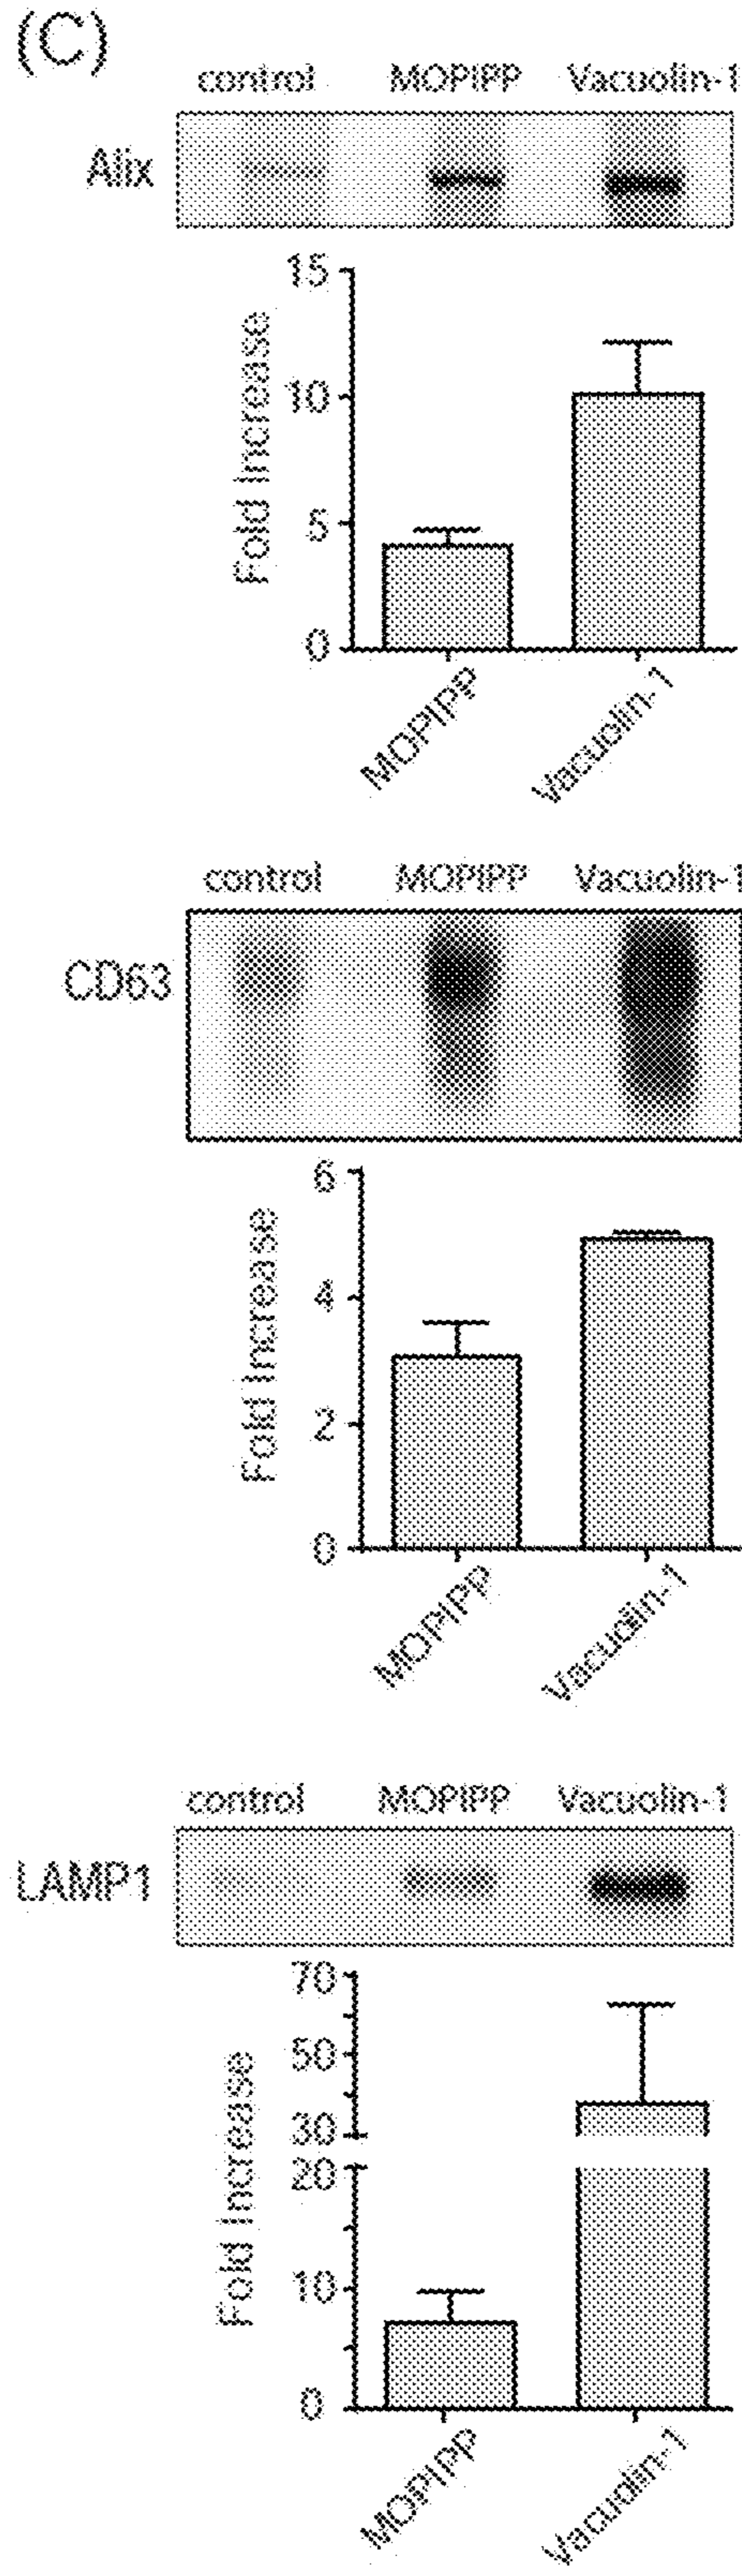 (C)
control MOPIPP Vacuolin-1
Alix
15
10
5
0
Fold Increase
MOPIPP Vacuolin-1
control MOPIPP Vacuolin-1
CD63
6
4
2
0
Fold Increase
MOPIPP Vacuolin-1
control MOPIPP Vacuolin-1
LAMP1
70
50
30
20
10
0
Fold Increase
MOPIPP Vacuolin-1